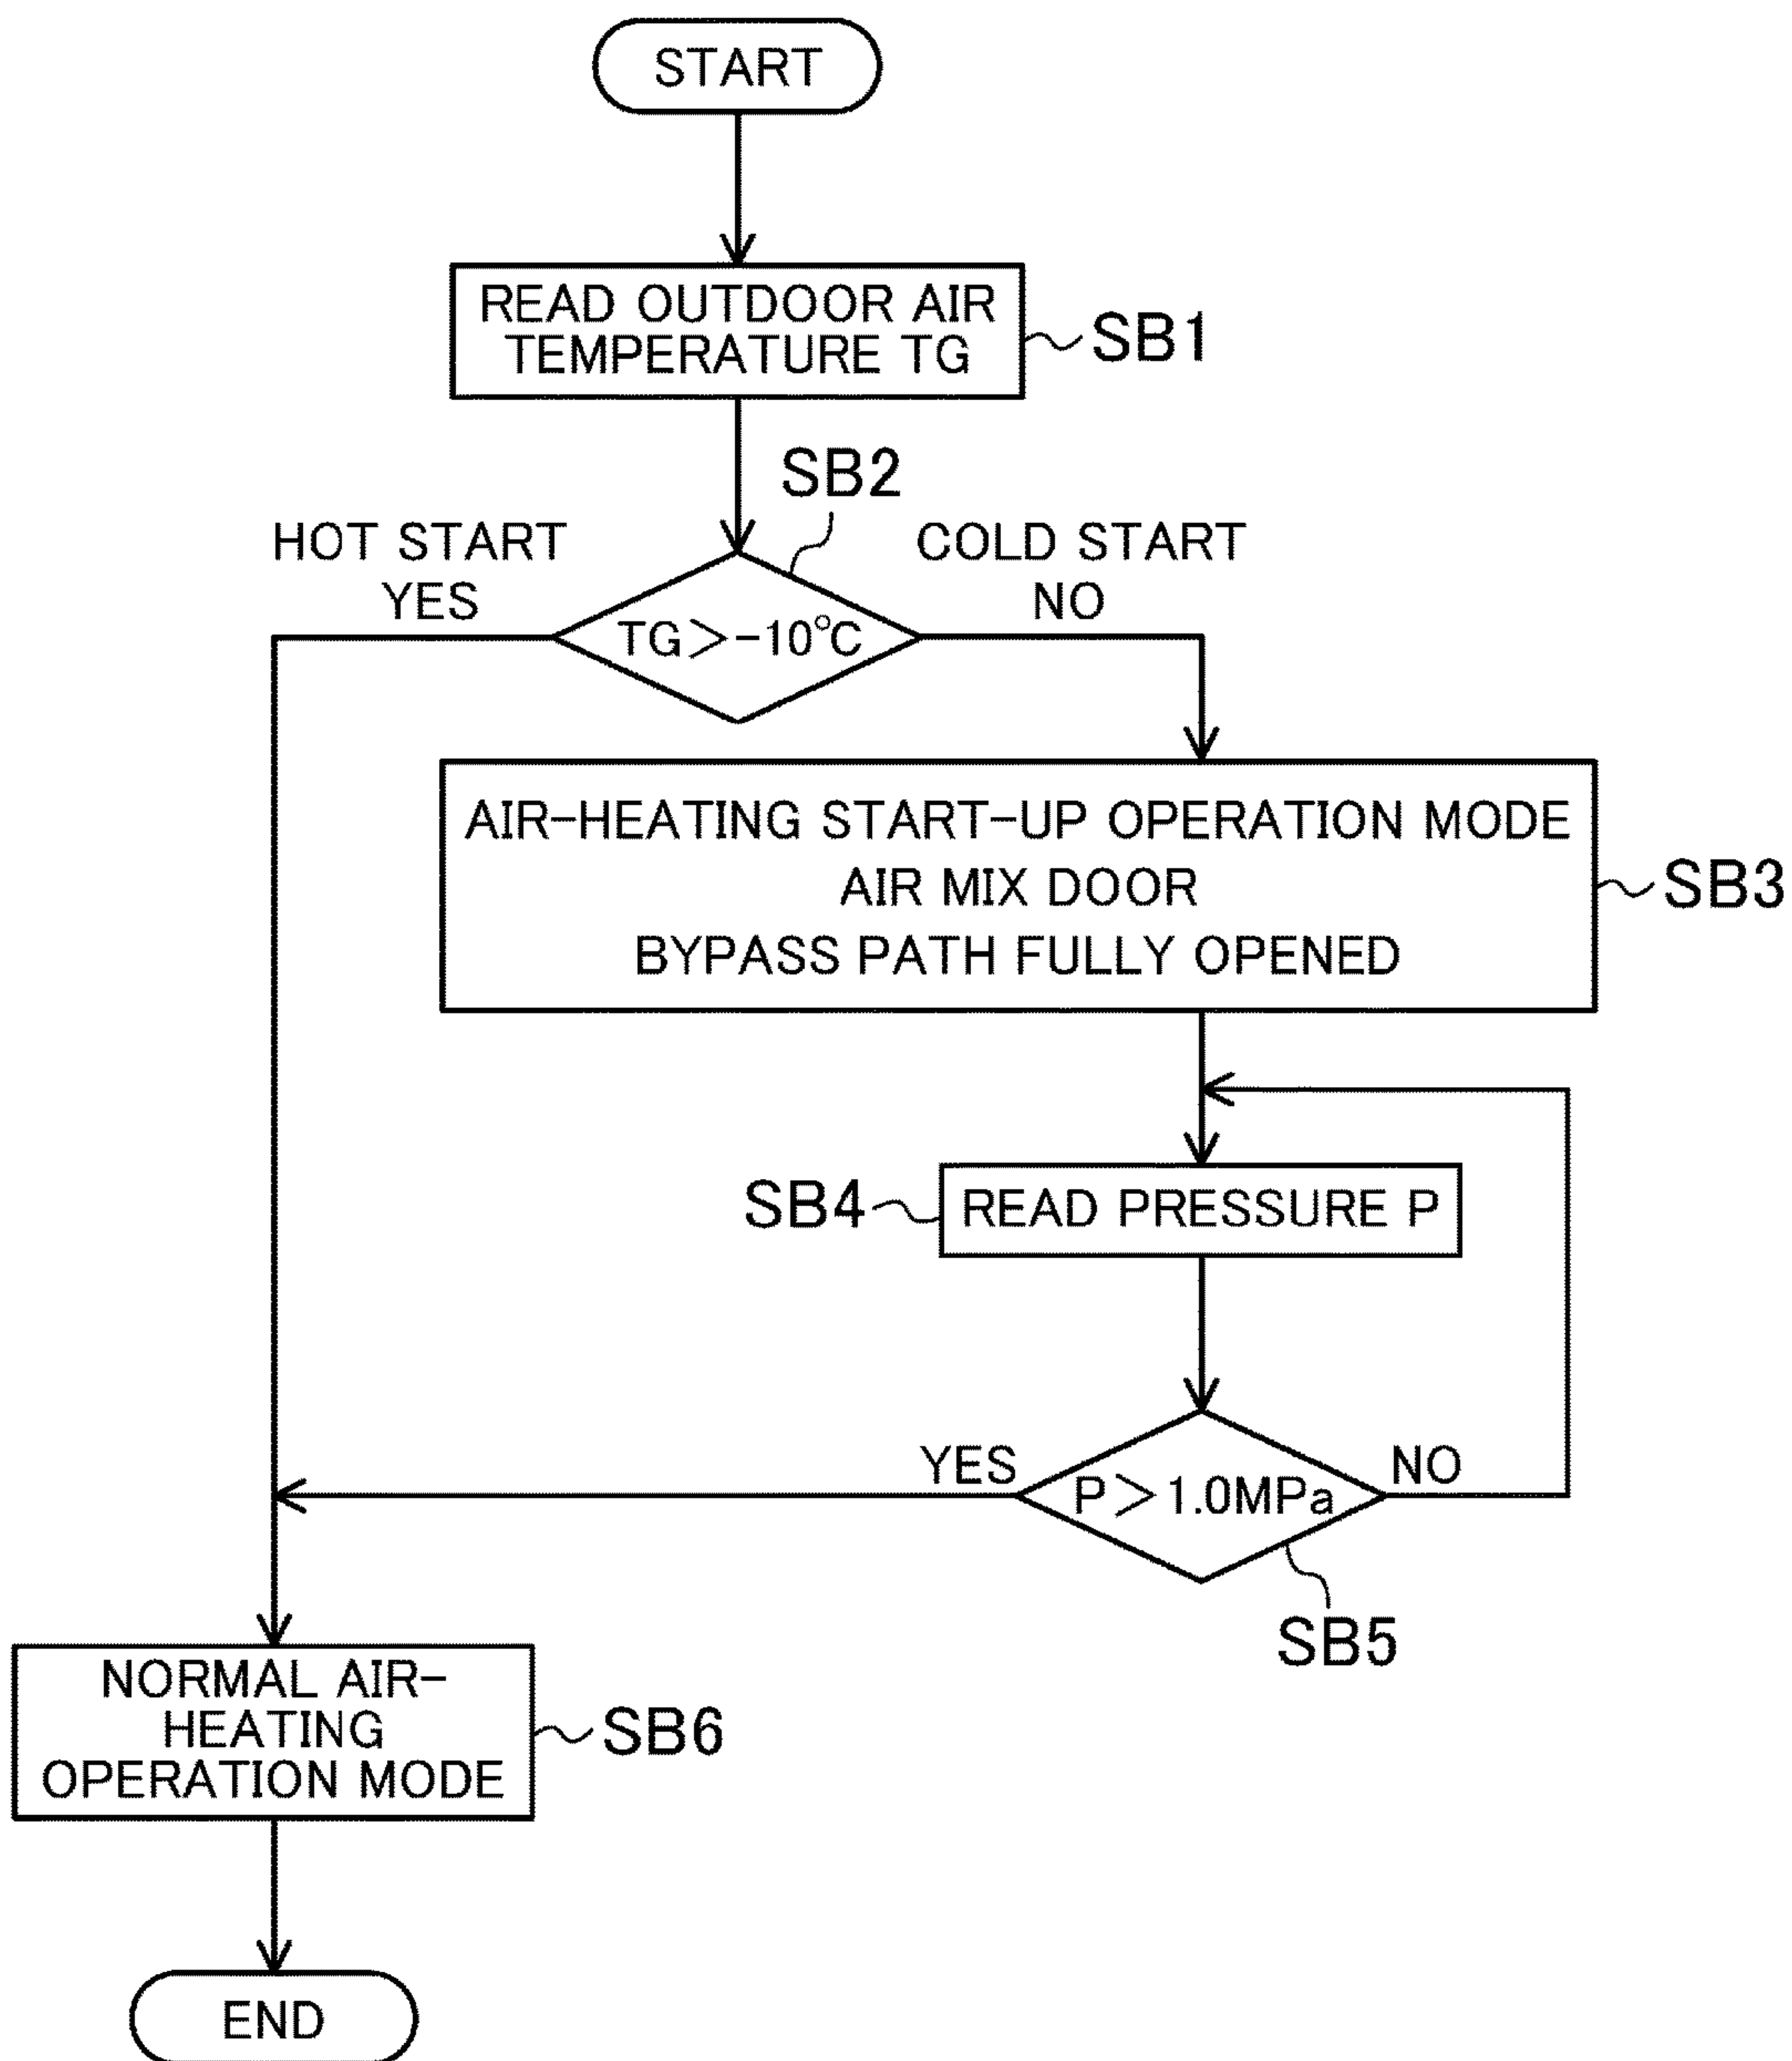 START
READ OUTDOOR AIR
TEMPERATURE TG
SB1
SB2
HOT START
YES
COLD START
NO
TG＞-10℃
AIR-HEATING START-UP OPERATION MODE
AIR MIX DOOR
BYPASS PATH FULLY OPENED
SB3
SB4
READ PRESSURE P
YES
P＞1.0MPa
NO
SB5
NORMAL AIR-
HEATING
OPERATION MODE
SB6
END